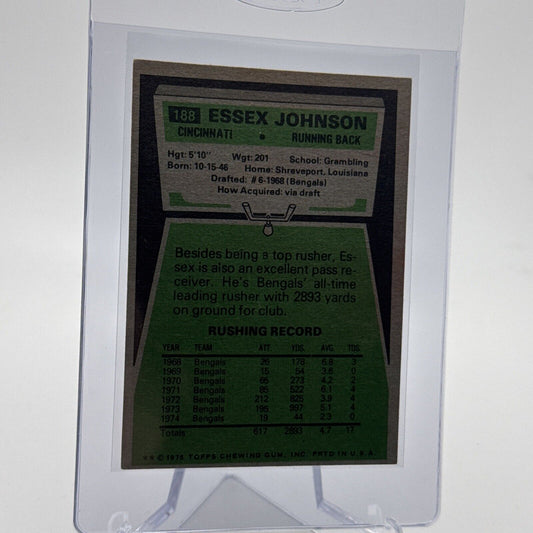 188 ESSEX JOHNSON
CINCINNATI • RUNNING BACK
Hgt: 5'10" Wgt: 201 School: Grambling
Born: 10-15-46 Home: Shreveport, Louisiana
Drafted: #6-1968 (Bengals)
How Acquired: via draft
Besides being a top rusher, Es-
sex is also an excellent pass re-
ceiver. He's Bengals' all-time
leading rusher with 2893 yards
on ground for club.
RUSHING RECORD
YEAR TEAM ATT. YDS. AVG. TDS.
1968 Bengals 26 178 6.8 3
1969 Bengals 15 54 3.6 0
1970 Bengals 65 273 4.2 2
1971 Bengals 85 522 6.1 4
1972 Bengals 212 825 3.9 4
1973 Bengals 195 997 5.1 4
1974 Bengals 19 44 2.3 0
Totals 617 2893 4.7 17
** © 1975 TOPPS CHEWING GUM, INC. PRTD IN U.S.A.